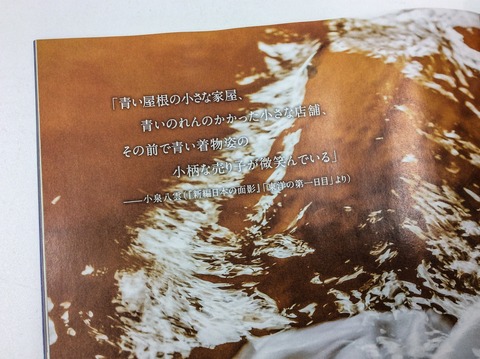 「青い屋根の小さな家屋、
青いのれんのかかった小さな店舗、
その前で青い着物姿の
小柄な売り子が微笑んでいる」
——小泉八雲(『新編日本の面影』「東洋の第一日目」より)